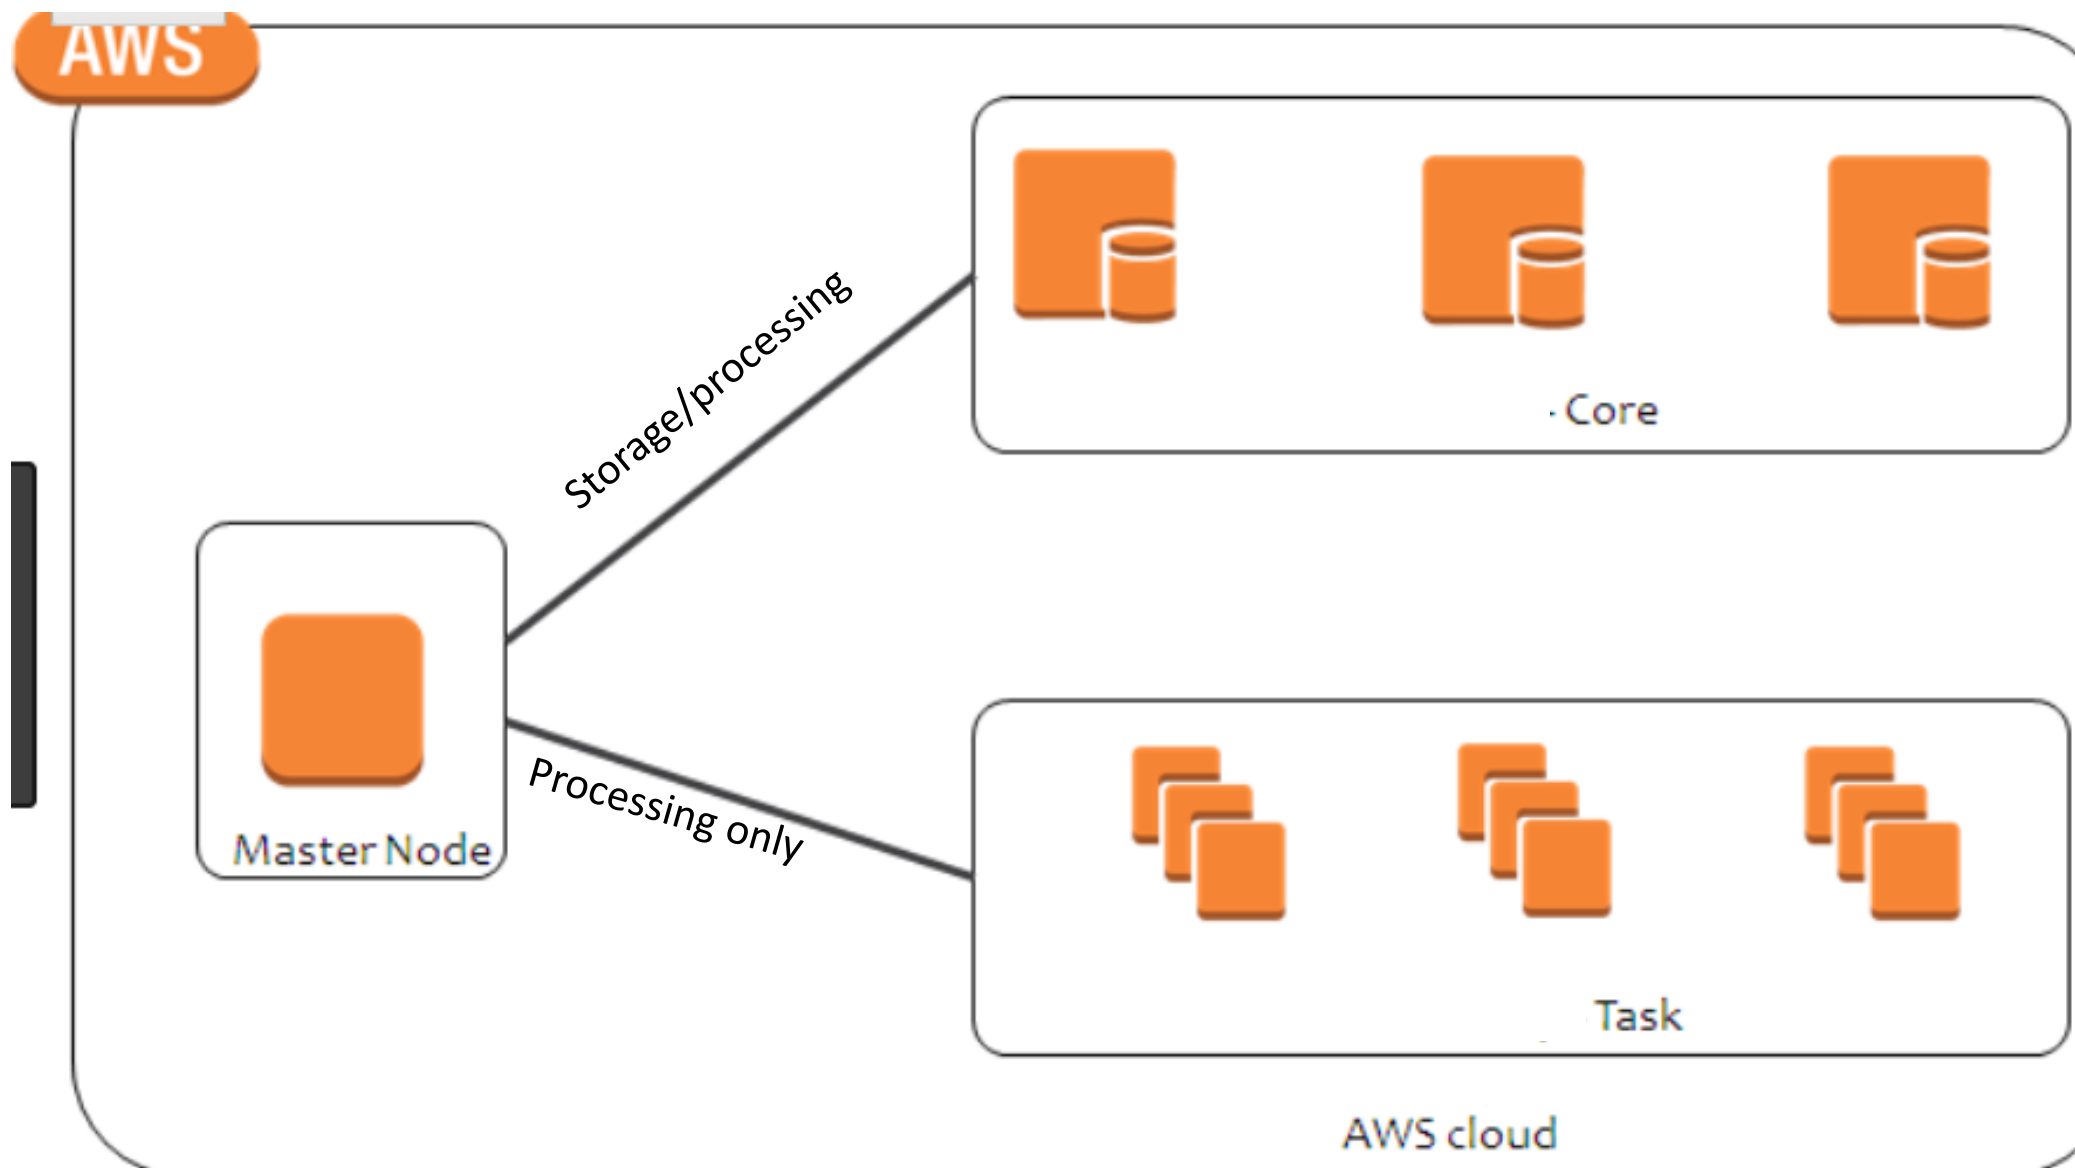 AWS
Storage/processing
Core
Master Node
Processing only
Task
AWS cloud